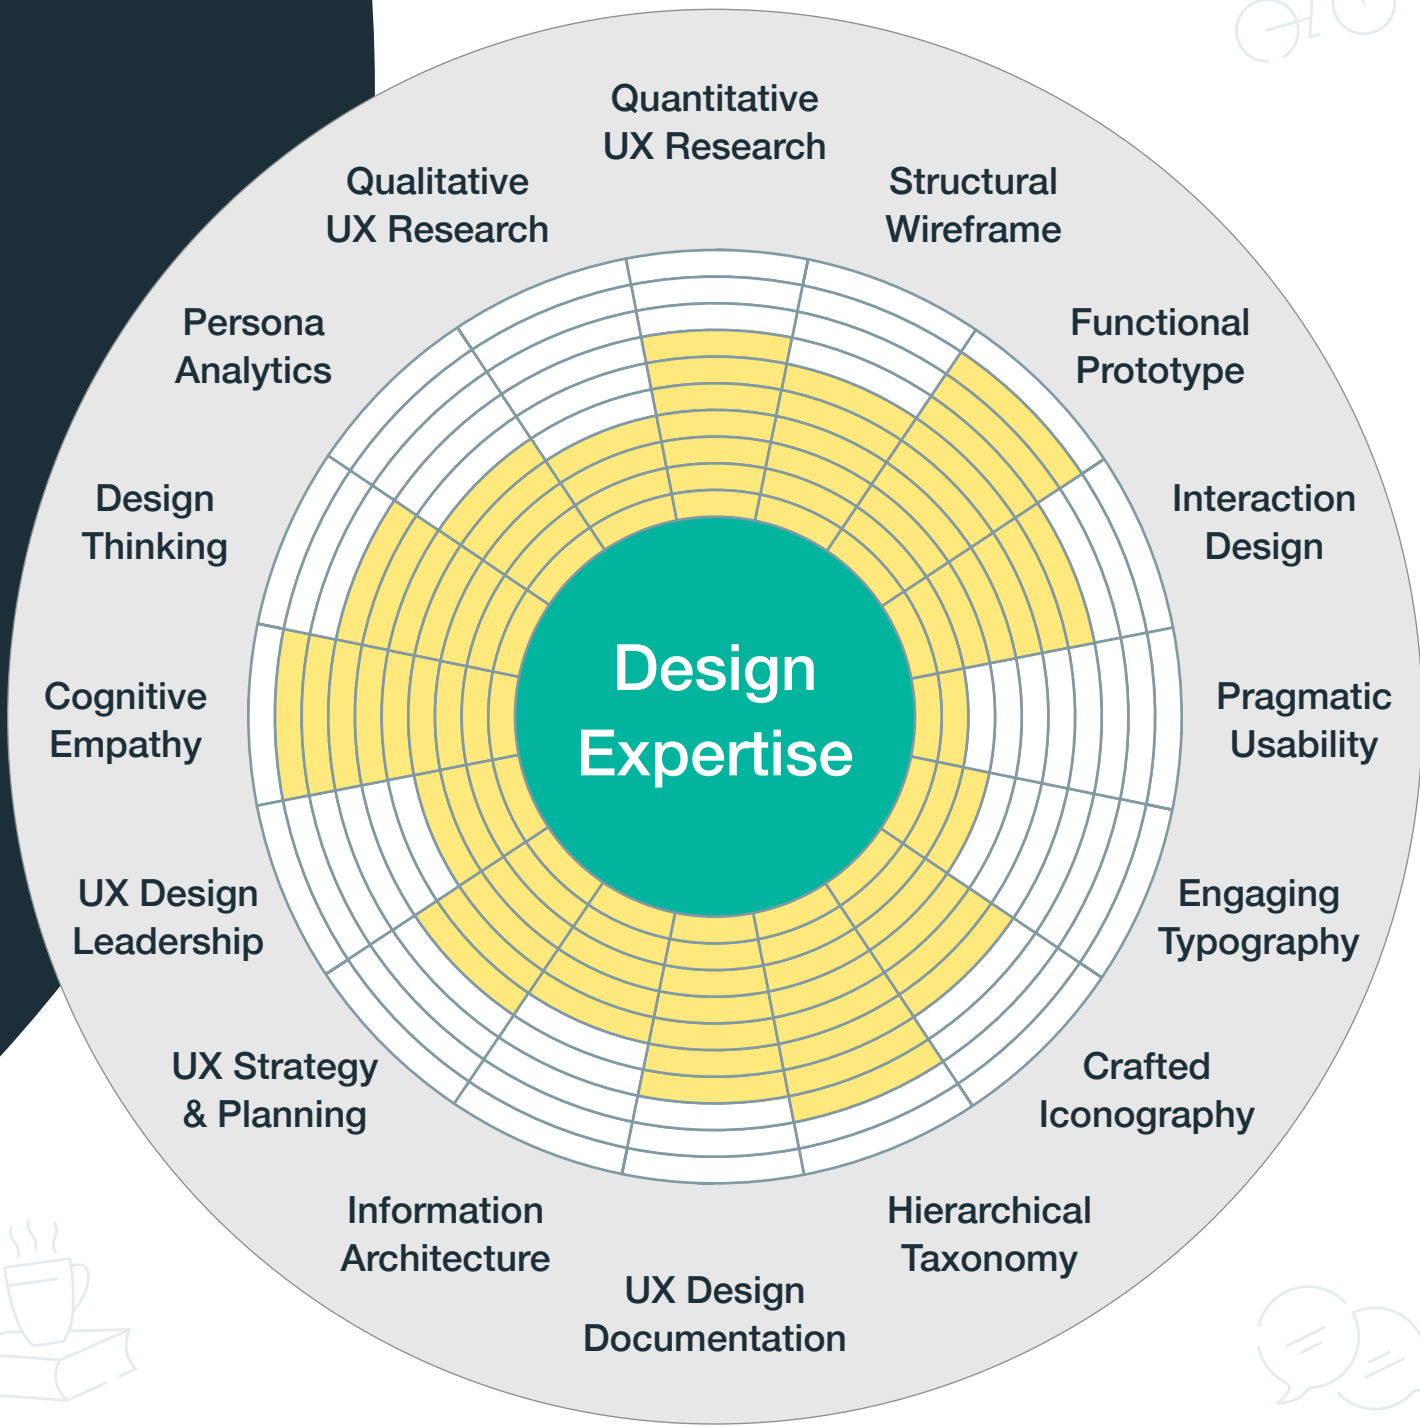 Quantitative
UX Research
Structural
Wireframe
Functional
Prototype
Interaction
Design
Pragmatic
Usability
Engaging
Typography
Crafted
Iconography
Hierarchical
Taxonomy
UX Design
Documentation
Information
Architecture
UX Strategy
& Planning
UX Design
Leadership
Cognitive
Empathy
Design
Thinking
Persona
Analytics
Qualitative
UX Research
Design
Expertise